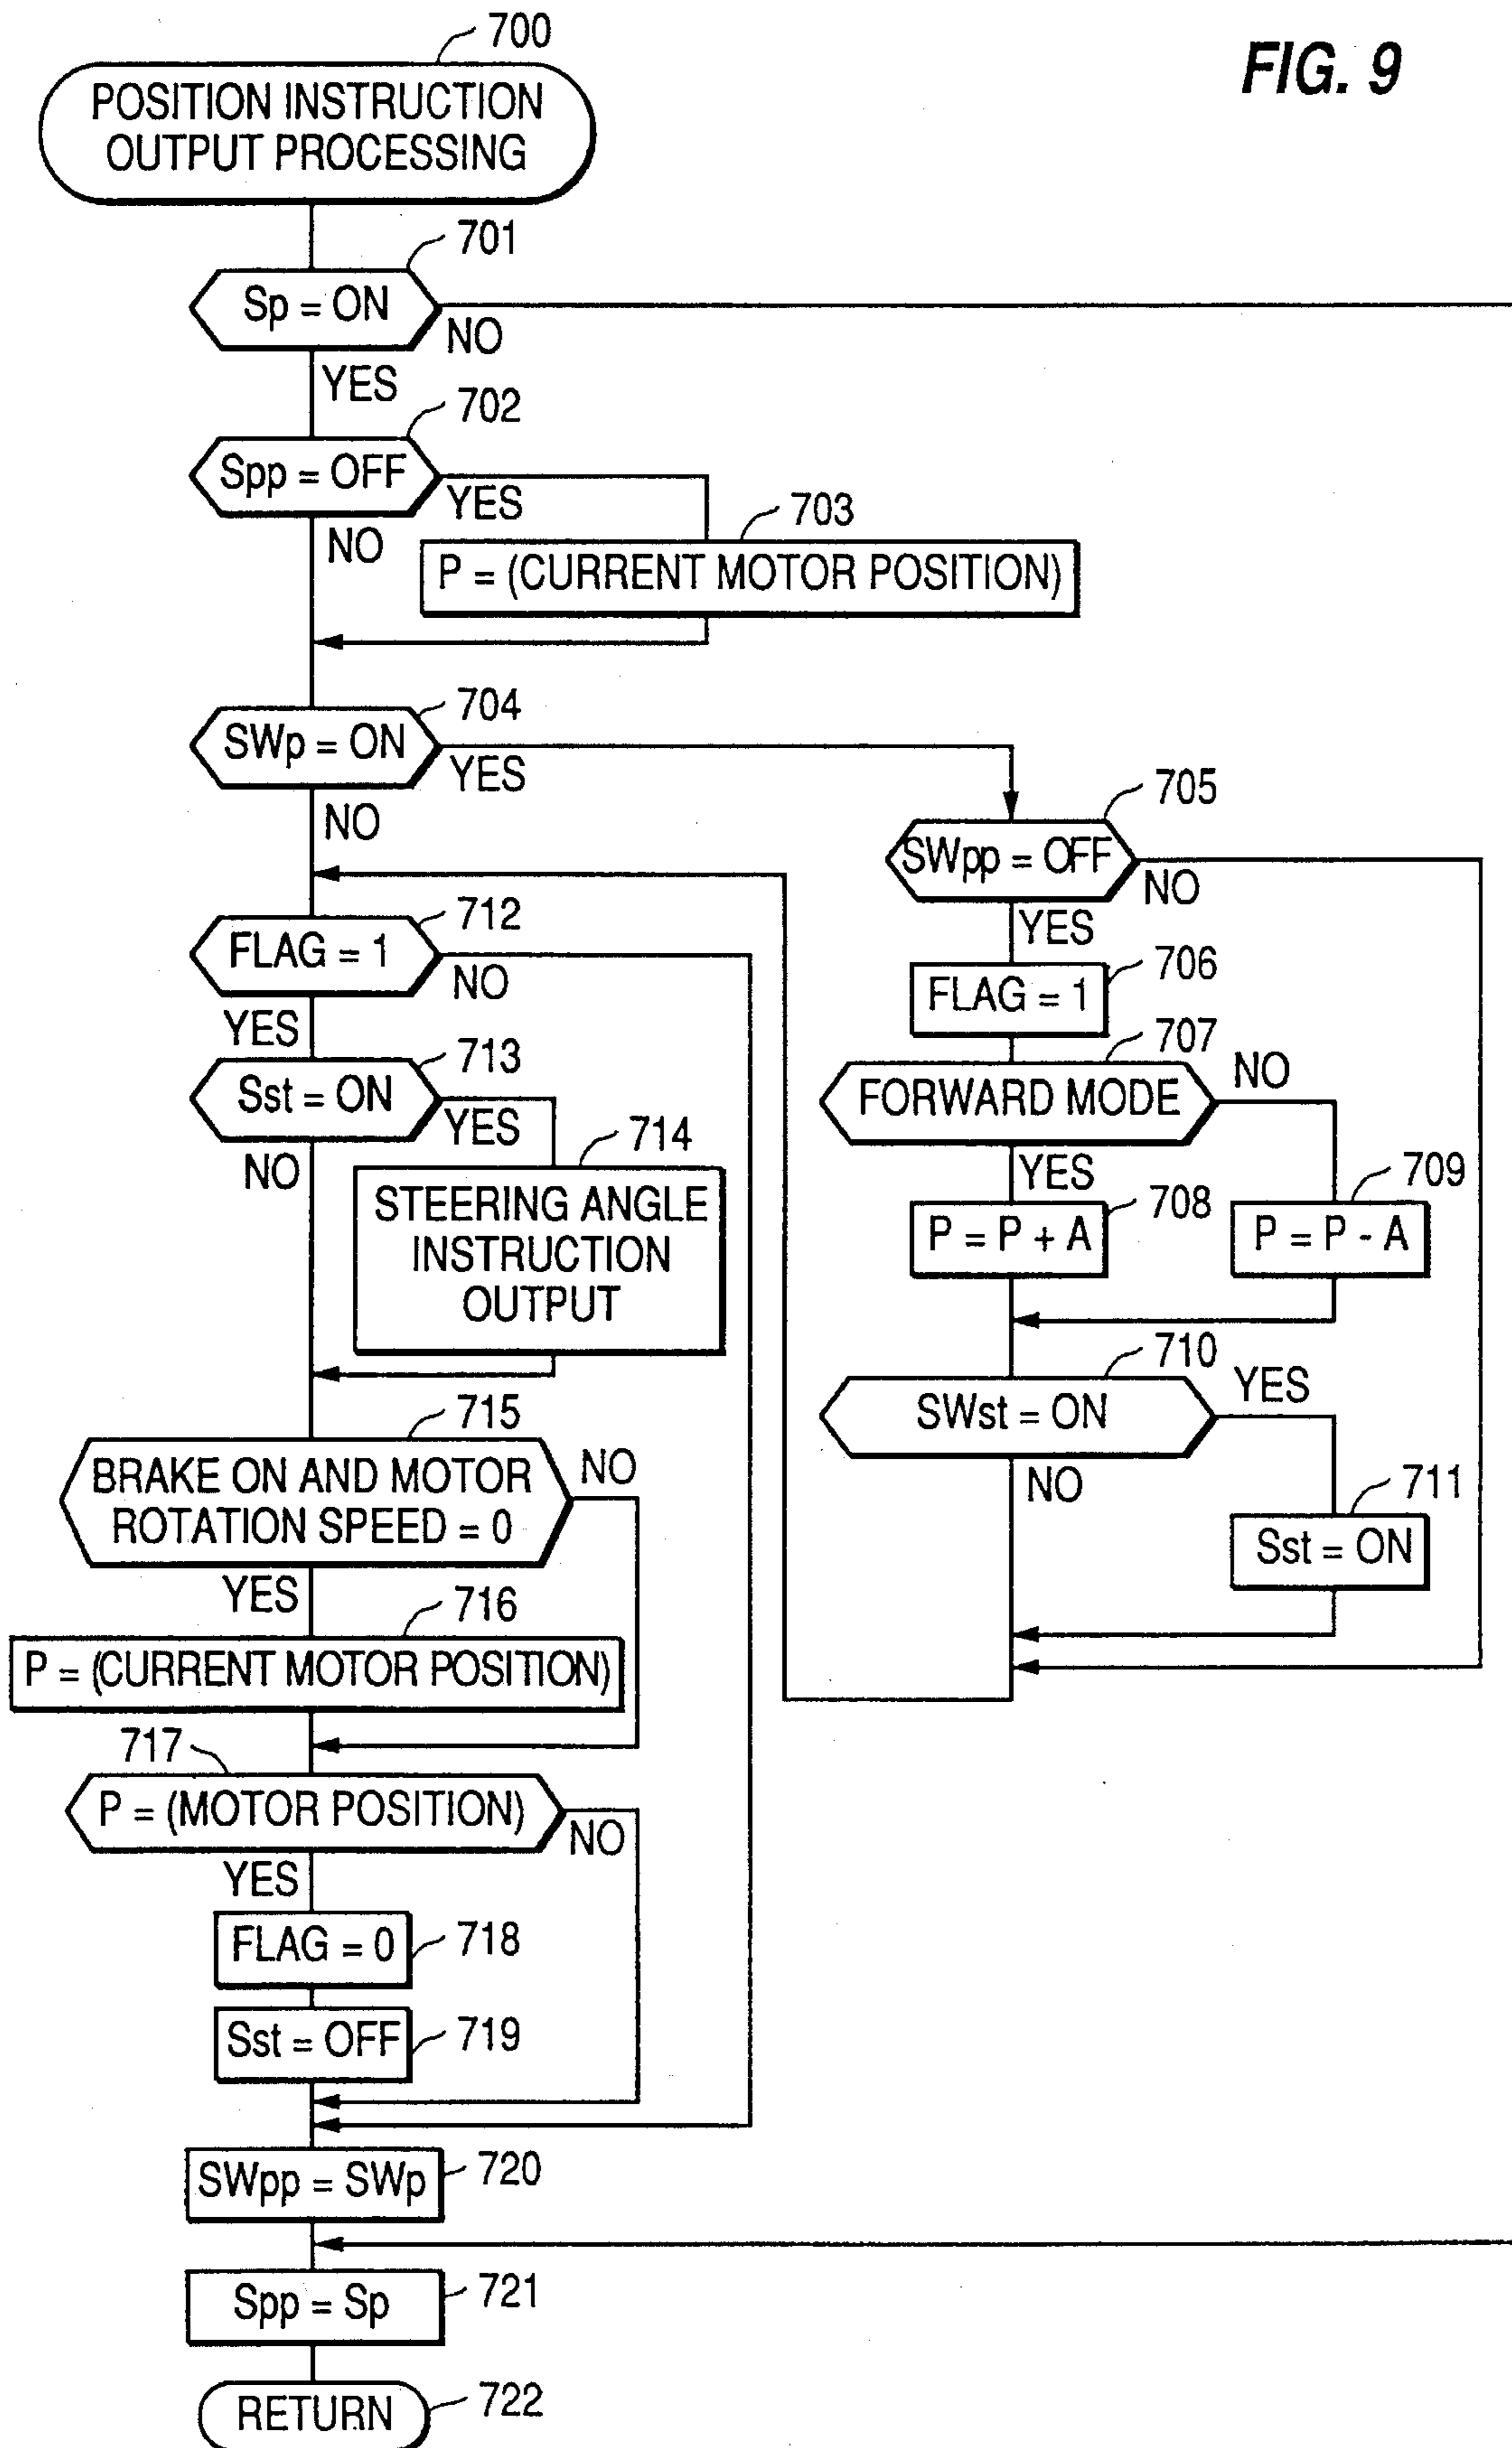 FIG. 9
700
POSITION INSTRUCTION
OUTPUT PROCESSING
701
Sp = ON
NO
YES
702
Spp = OFF
YES
NO
703
P = (CURRENT MOTOR POSITION)
704
SWp = ON
YES
NO
705
SWpp = OFF
NO
YES
706
FLAG = 1
707
FORWARD MODE
NO
YES
708
P = P + A
709
P = P - A
710
SWst = ON
YES
NO
711
Sst = ON
712
FLAG = 1
NO
YES
713
Sst = ON
YES
NO
714
STEERING ANGLE
INSTRUCTION
OUTPUT
715
BRAKE ON AND MOTOR
ROTATION SPEED = 0
NO
YES
716
P = (CURRENT MOTOR POSITION)
717
P = (MOTOR POSITION)
NO
YES
FLAG = 0
718
Sst = OFF
719
SWpp = SWp
720
Spp = Sp
721
RETURN
722